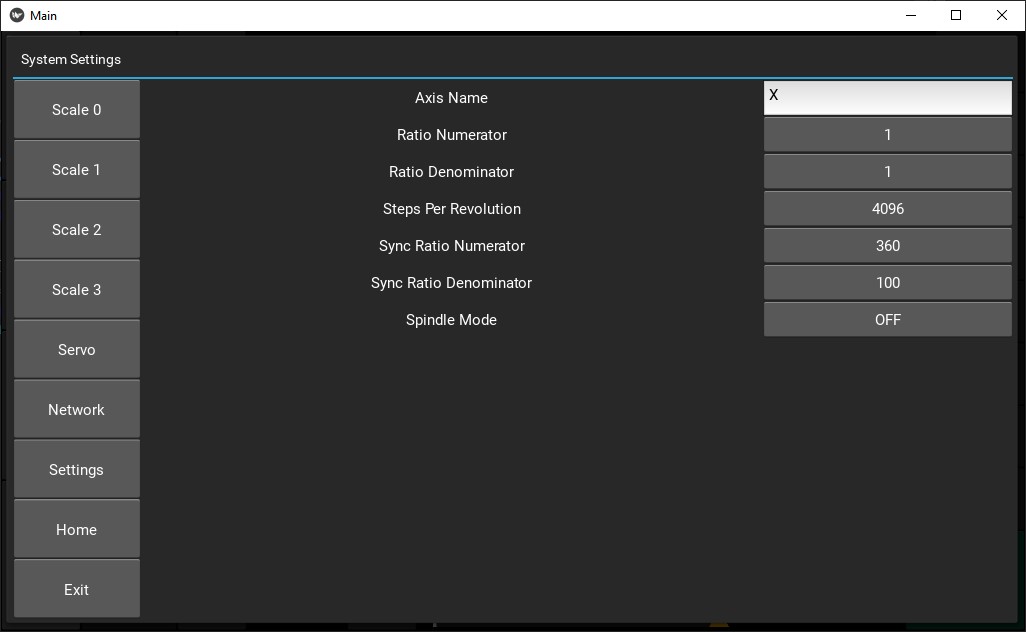 Main
System Settings
Scale 0
Scale 1
Scale 2
Scale 3
Servo
Network
Settings
Home
Exit
Axis Name X
Ratio Numerator 1
Ratio Denominator 1
Steps Per Revolution 4096
Sync Ratio Numerator 360
Sync Ratio Denominator 100
Spindle Mode OFF